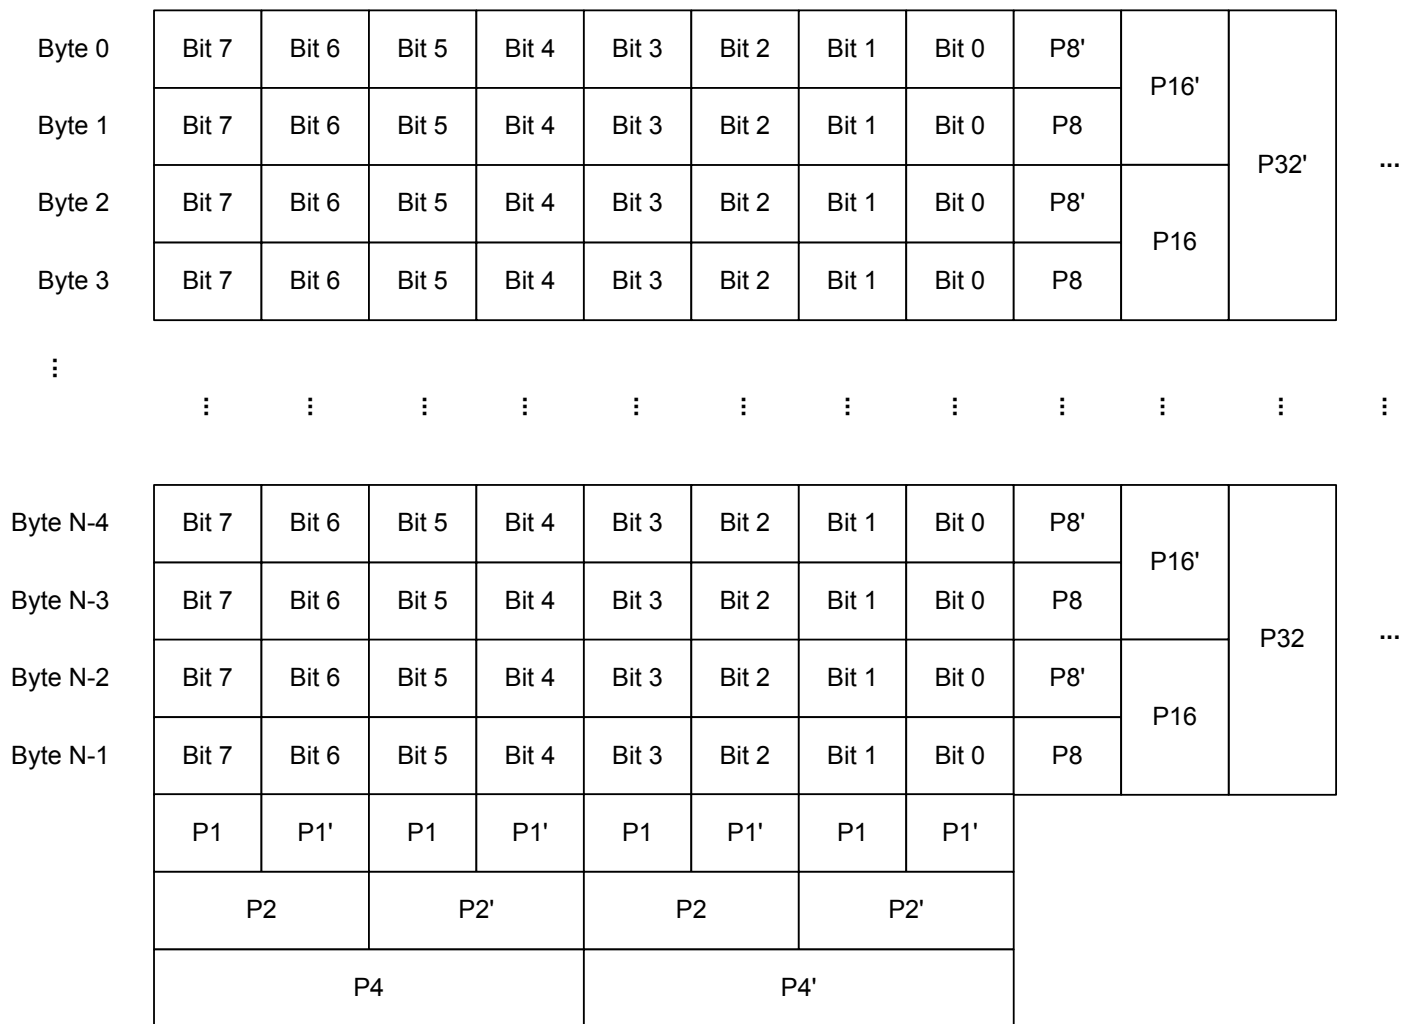 Byte 0 Bit 7 Bit 6 Bit 5 Bit 4 Bit 3 Bit 2 Bit 1 Bit 0 P8'
P16'
Byte 1 Bit 7 Bit 6 Bit 5 Bit 4 Bit 3 Bit 2 Bit 1 Bit 0 P8
P32' ...
Byte 2 Bit 7 Bit 6 Bit 5 Bit 4 Bit 3 Bit 2 Bit 1 Bit 0 P8'
P16
Byte 3 Bit 7 Bit 6 Bit 5 Bit 4 Bit 3 Bit 2 Bit 1 Bit 0 P8
...
... ... ... ... ... ... ... ... ... ... ... ...
Byte N-4 Bit 7 Bit 6 Bit 5 Bit 4 Bit 3 Bit 2 Bit 1 Bit 0 P8'
P16'
Byte N-3 Bit 7 Bit 6 Bit 5 Bit 4 Bit 3 Bit 2 Bit 1 Bit 0 P8
P32 ...
Byte N-2 Bit 7 Bit 6 Bit 5 Bit 4 Bit 3 Bit 2 Bit 1 Bit 0 P8'
P16
Byte N-1 Bit 7 Bit 6 Bit 5 Bit 4 Bit 3 Bit 2 Bit 1 Bit 0 P8
P1 P1' P1 P1' P1 P1' P1 P1'
P2 P2' P2 P2'
P4 P4'